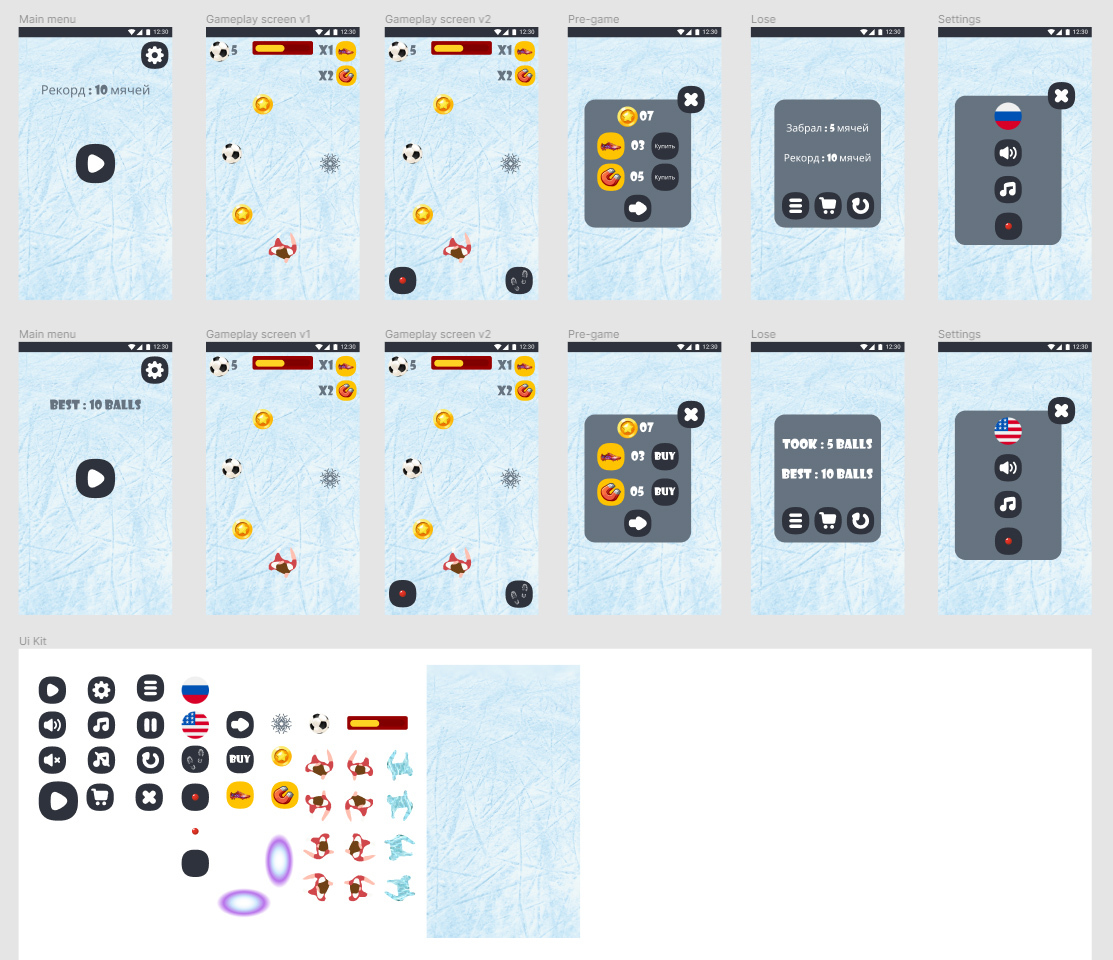 Main menu
Gameplay screen v1
Gameplay screen v2
Pre-game
Lose
Settings
12:30
12:30
12:30
12:30
12:30
12:30
5
X1
5
X1
X2
X2
Рекорд : 10 мячей
07
03 Купить
05 Купить
Забрал : 5 мячей
Рекорд : 10 мячей
Main menu
Gameplay screen v1
Gameplay screen v2
Pre-game
Lose
Settings
12:30
12:30
12:30
12:30
12:30
12:30
5
X1
5
X1
X2
X2
BEST : 10 BALLS
07
03 BUY
05 BUY
TOOK : 5 BALLS
BEST : 10 BALLS
Ui Kit
BUY